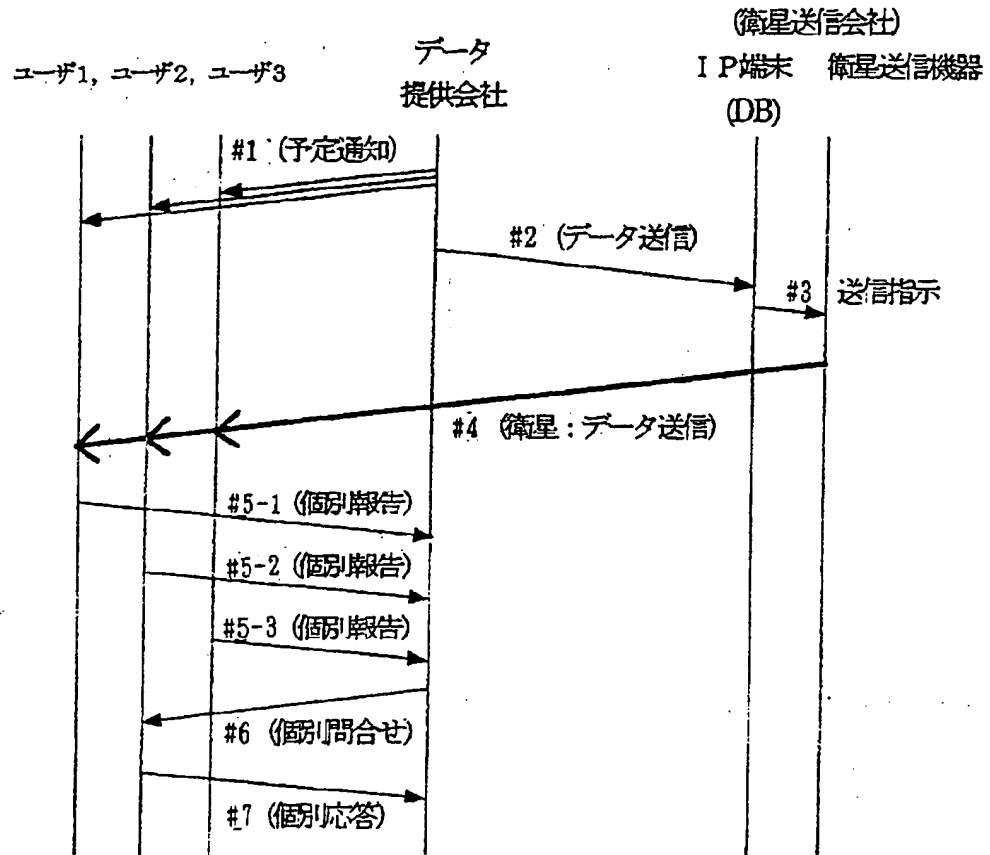 (衛星送信会社)
ユーザ1, ユーザ2, ユーザ3
データ
提供会社
IP端末 衛星送信機器
(DB)
#1 (予定通知)
#2 (データ送信)
#3 送信指示
#4 (衛星:データ送信)
#5-1 (個別報告)
#5-2 (個別報告)
#5-3 (個別報告)
#6 (個別問合せ)
#7 (個別応答)